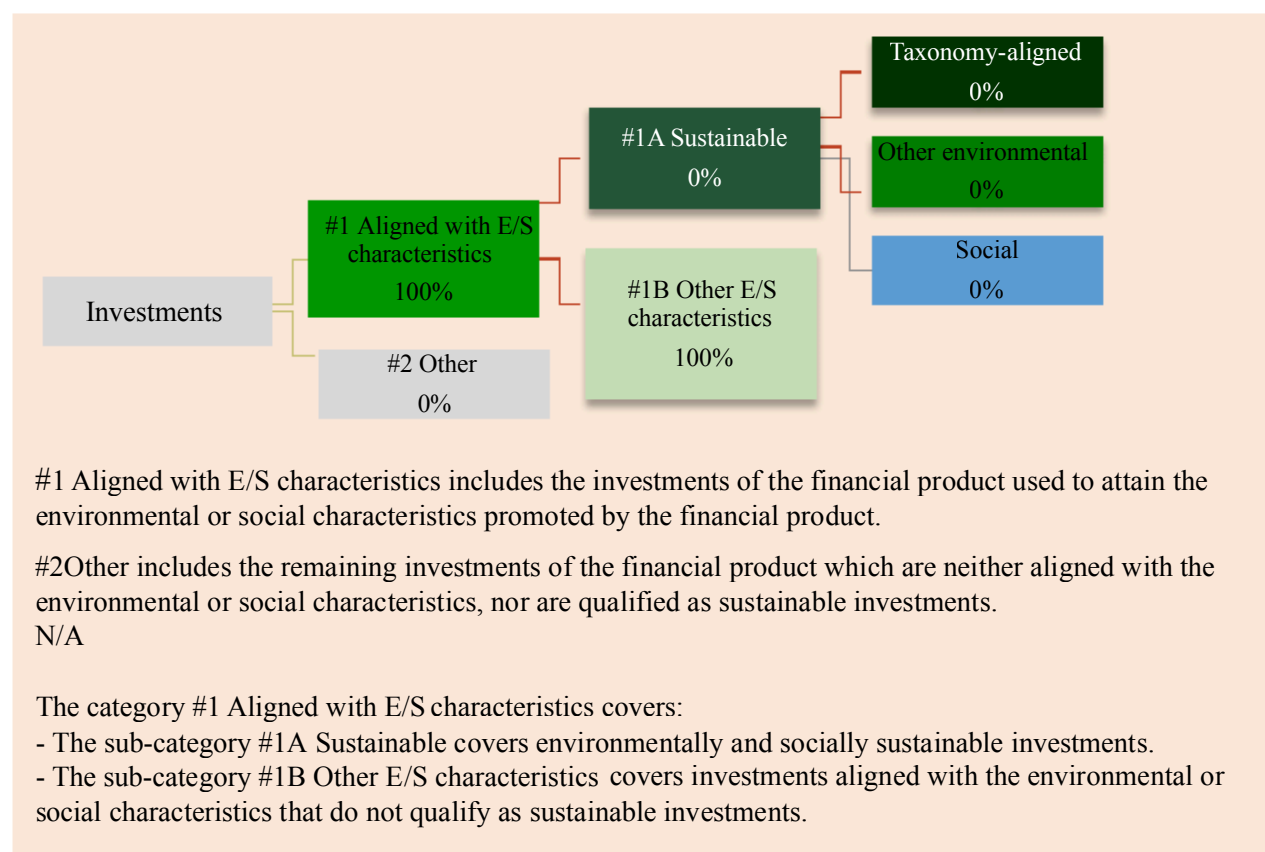 Taxonomy-aligned
0%
#1A Sustainable
0%
Other environmental
0%
#1 Aligned with E/S
characteristics
100%
Social
0%
#1B Other E/S
characteristics
100%
Investments
#2 Other
0%
#1 Aligned with E/S characteristics includes the investments of the financial product used to attain the
environmental or social characteristics promoted by the financial product.
#2Other includes the remaining investments of the financial product which are neither aligned with the
environmental or social characteristics, nor are qualified as sustainable investments.
N/A
The category #1 Aligned with E/S characteristics covers:
- The sub-category #1A Sustainable covers environmentally and socially sustainable investments.
- The sub-category #1B Other E/S characteristics covers investments aligned with the environmental or
social characteristics that do not qualify as sustainable investments.